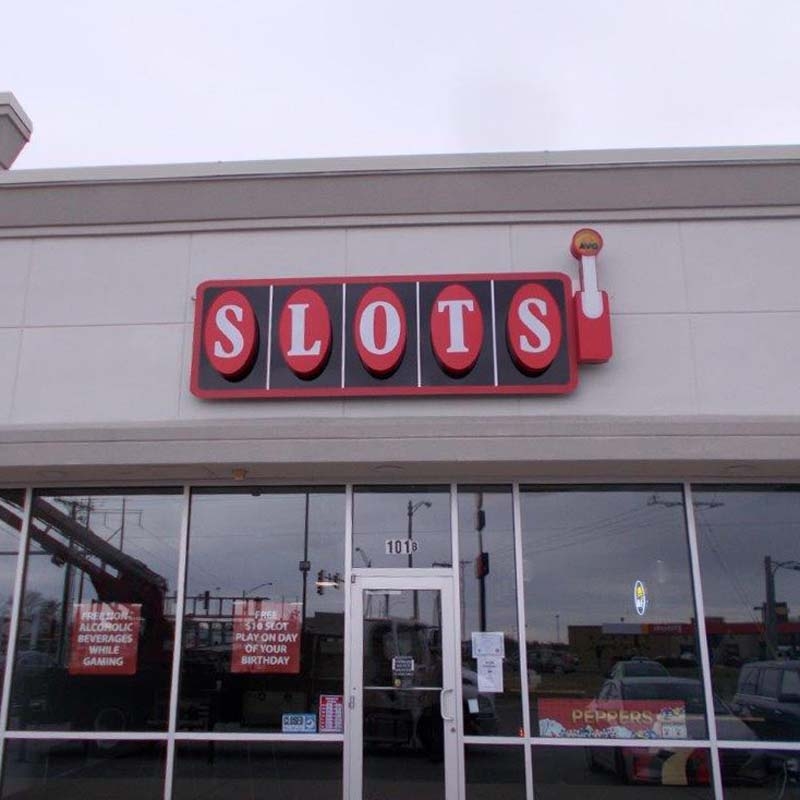 AVG
SLOTS
101B
FREE NON-
ALCOHOLIC
BEVERAGES
WHILE
GAMING
FREE
$10 SLOT
PLAY ON DAY
OF YOUR
BIRTHDAY
CLOSED
PEPPERS